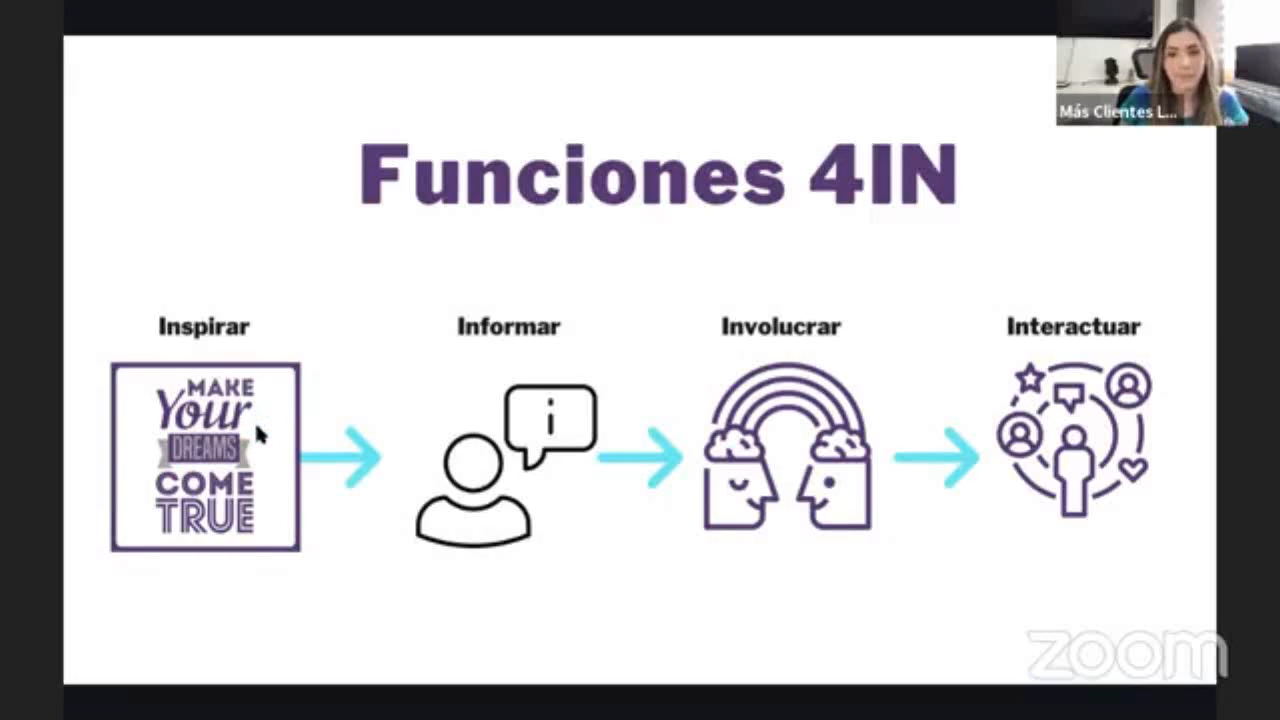 Más Clientes L...
Funciones 4IN
Inspirar
Informar
Involucrar
Interactuar
MAKE
Your
DREAMS
COME
TRUE
i
zoom